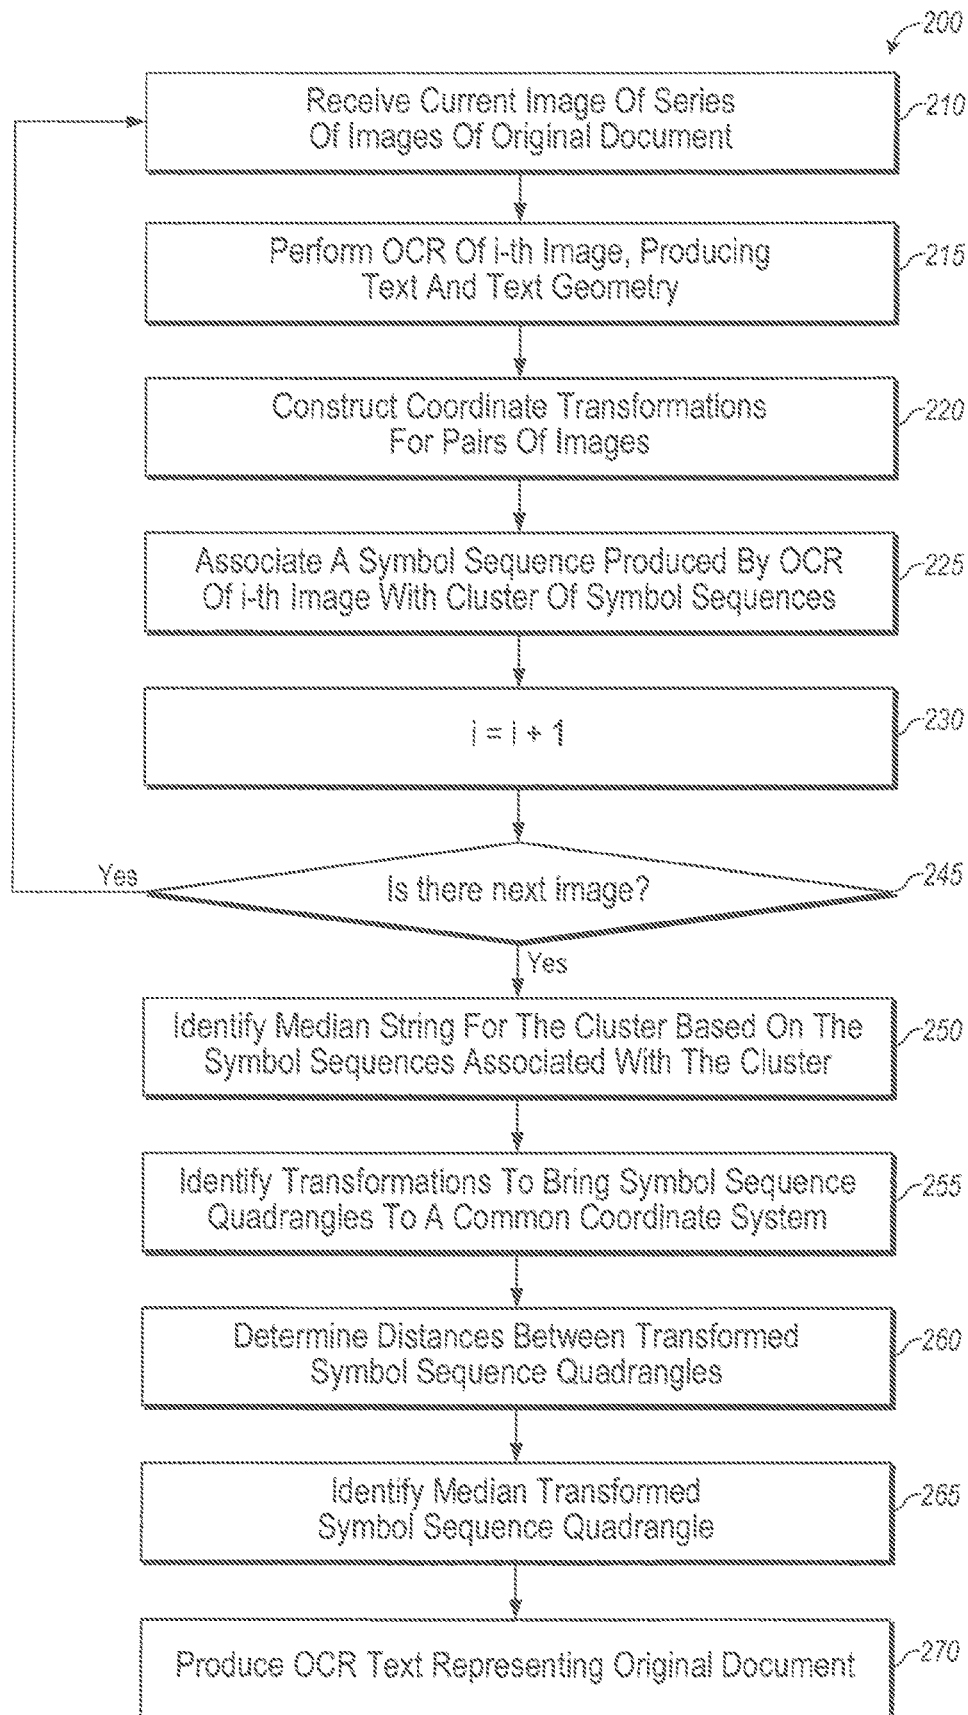 200
Receive Current Image Of Series
Of Images Of Original Document
210
Perform OCR Of i-th Image, Producing
Text And Text Geometry
215
Construct Coordinate Transformations
For Pairs Of Images
220
Associate A Symbol Sequence Produced By OCR
Of i-th Image With Cluster Of Symbol Sequences
225
i = i + 1
230
Yes
Is there next image?
245
Yes
Identify Median String For The Cluster Based On The
Symbol Sequences Associated With The Cluster
250
Identify Transformations To Bring Symbol Sequence
Quadrangles To A Common Coordinate System
255
Determine Distances Between Transformed
Symbol Sequence Quadrangles
260
Identify Median Transformed
Symbol Sequence Quadrangle
265
Produce OCR Text Representing Original Document
270